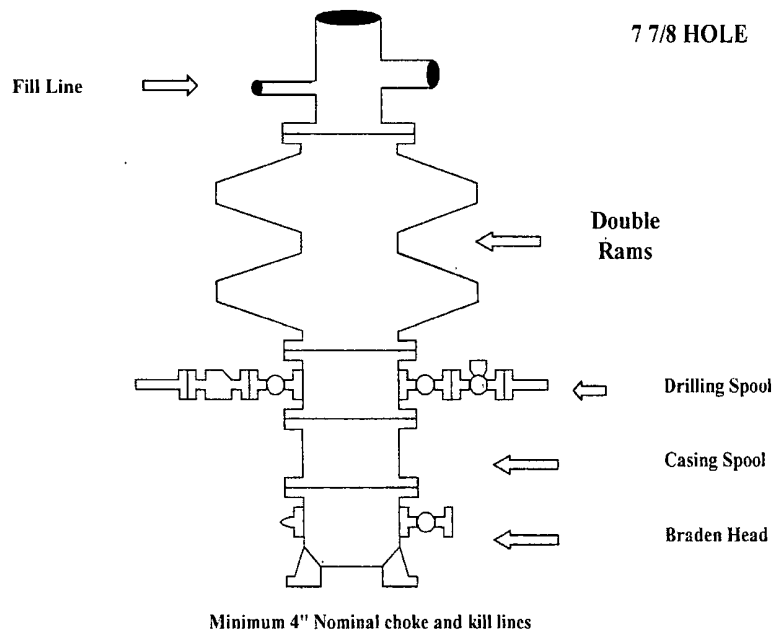 7 7/8 HOLE
Fill Line
Double
Rams
Drilling Spool
Casing Spool
Braden Head
Minimum 4" Nominal choke and kill lines